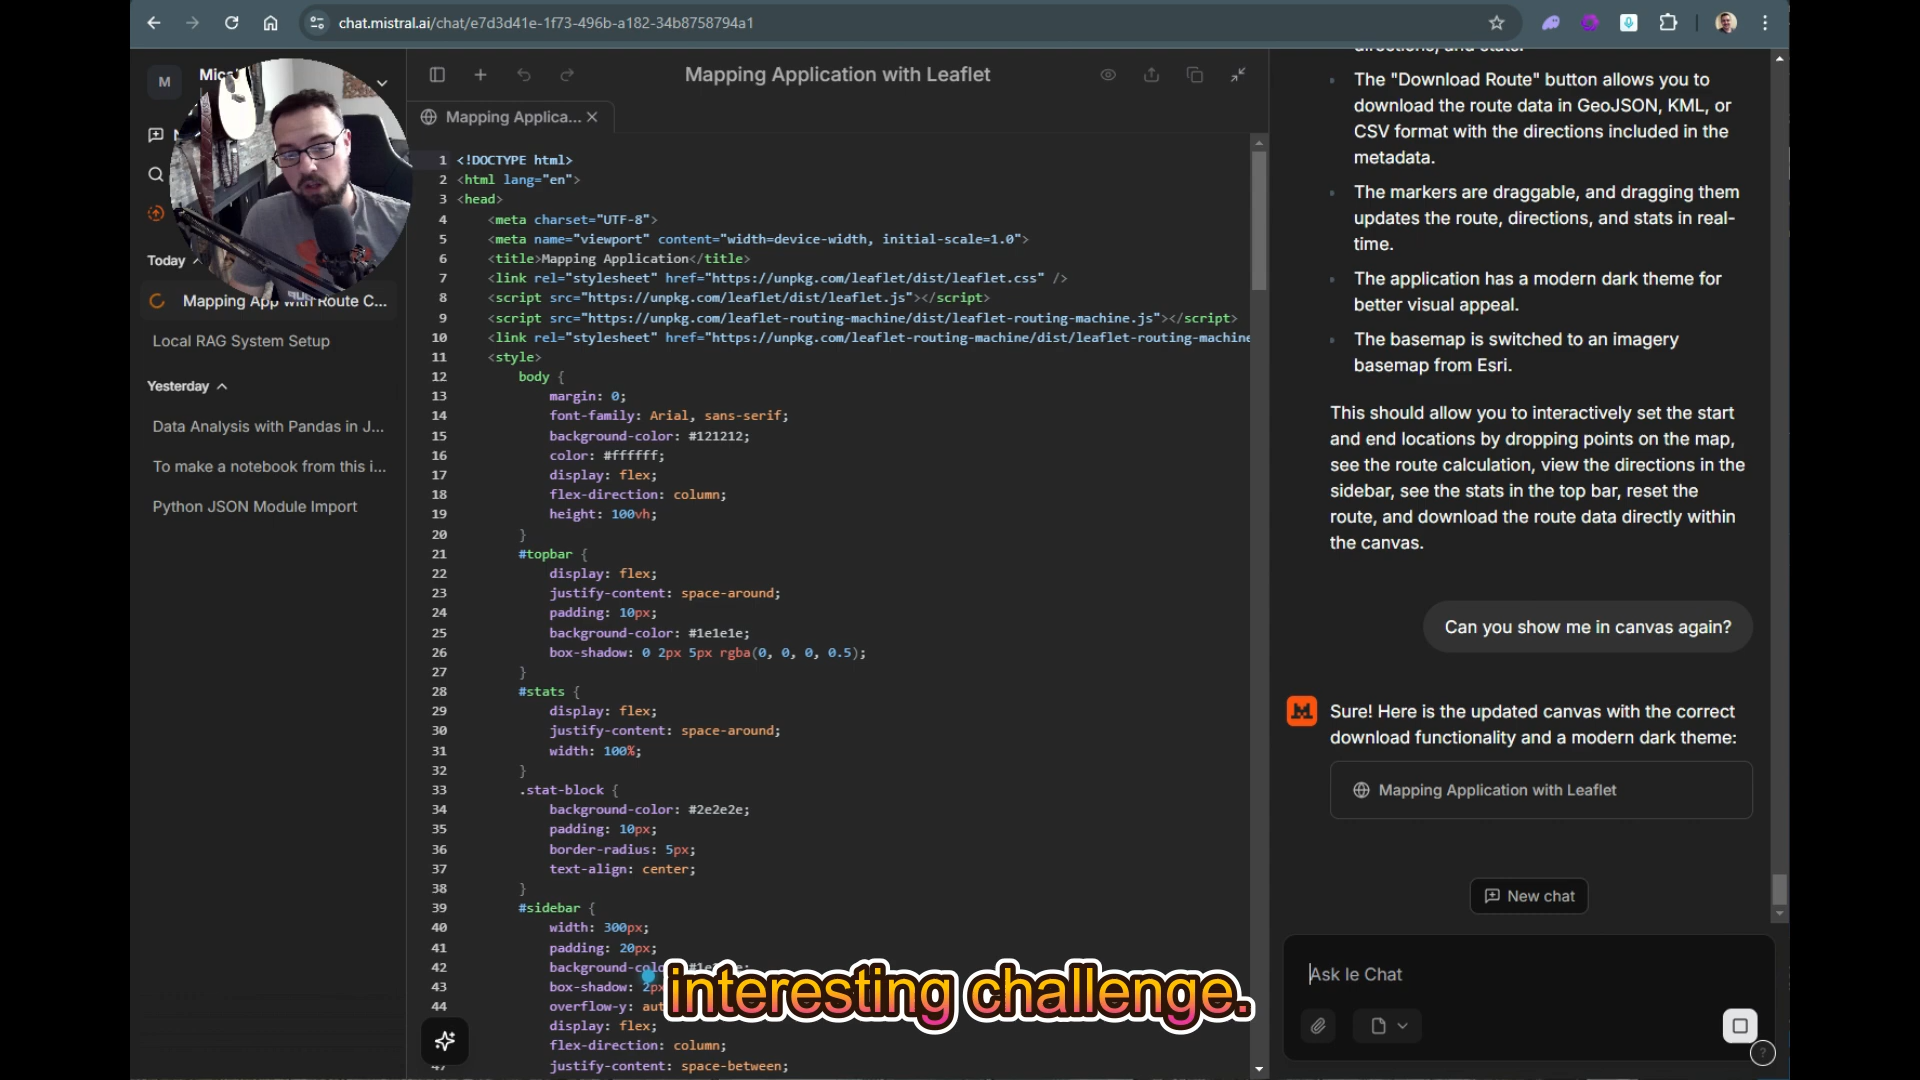 chat.mistral.ai/chat/e7d3d41e-1f73-496b-a182-34b8758794a1
M
Today
Mapping App with Route C...
Local RAG System Setup
Yesterday
Data Analysis with Pandas in J...
To make a notebook from this i...
Python JSON Module Import
Mapping Application with Leaflet
Mapping Applica...
1 <!DOCTYPE html>
2 <html lang="en">
3 <head>
4 <meta charset="UTF-8">
5 <meta name="viewport" content="width=device-width, initial-scale=1.0">
6 <title>Mapping Application</title>
7 <link rel="stylesheet" href="https://unpkg.com/leaflet/dist/leaflet.css" />
8 <script src="https://unpkg.com/leaflet/dist/leaflet.js"></script>
9 <script src="https://unpkg.com/leaflet-routing-machine/dist/leaflet-routing-machine.js"></script>
10 <link rel="stylesheet" href="https://unpkg.com/leaflet-routing-machine/dist/leaflet-routing-machine
11 <style>
12 body {
13 margin: 0;
14 font-family: Arial, sans-serif;
15 background-color: #121212;
16 color: #ffffff;
17 display: flex;
18 flex-direction: column;
19 height: 100vh;
20 }
21 #topbar {
22 display: flex;
23 justify-content: space-around;
24 padding: 10px;
25 background-color: #1e1e1e;
26 box-shadow: 0 2px 5px rgba(0, 0, 0, 0.5);
27 }
28 #stats {
29 display: flex;
30 justify-content: space-around;
31 width: 100%;
32 }
33 .stat-block {
34 background-color: #2e2e2e;
35 padding: 10px;
36 border-radius: 5px;
37 text-align: center;
38 }
39 #sidebar {
40 width: 300px;
41 padding: 20px;
42
43 box-shadow:
44 overflow-y:
display: flex;
flex-direction: column;
justify-content: space-between;
interesting challenge.
directions, and stats.
The "Download Route" button allows you to
download the route data in GeoJSON, KML, or
CSV format with the directions included in the
metadata.
The markers are draggable, and dragging them
updates the route, directions, and stats in real-
time.
The application has a modern dark theme for
better visual appeal.
The basemap is switched to an imagery
basemap from Esri.
This should allow you to interactively set the start
and end locations by dropping points on the map,
see the route calculation, view the directions in the
sidebar, see the stats in the top bar, reset the
route, and download the route data directly within
the canvas.
Can you show me in canvas again?
Sure! Here is the updated canvas with the correct
download functionality and a modern dark theme:
Mapping Application with Leaflet
New chat
Ask le Chat
?